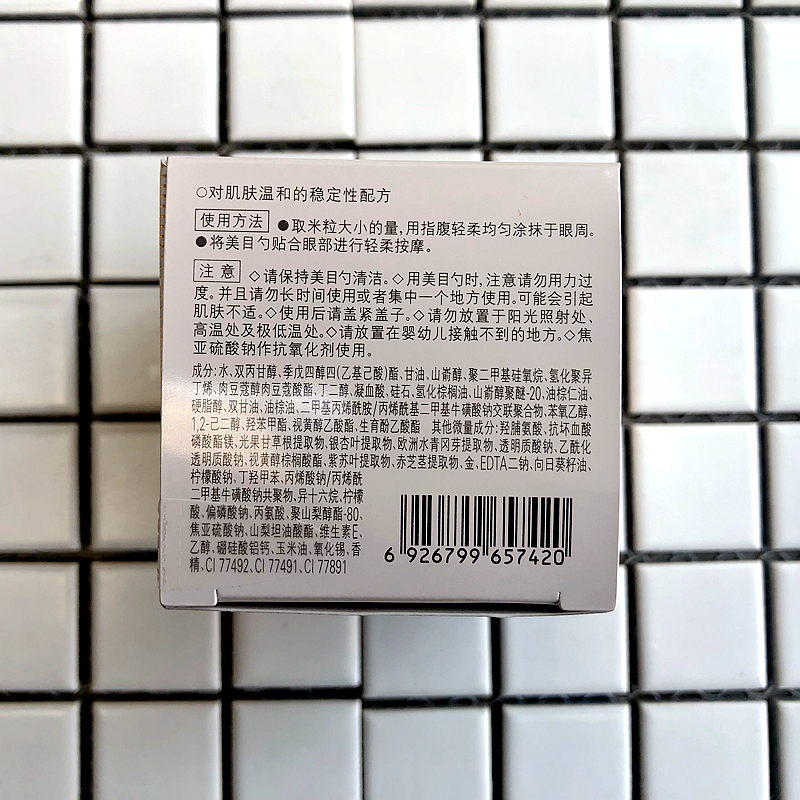 ○对肌肤温和的稳定性配方
使用方法 ●取米粒大小的量,用指腹轻柔均匀涂抹于眼周。
●将美目勺贴合眼部进行轻柔按摩。
注意 ◇请保持美目勺清洁。◇用美目勺时,注意请勿用力过
度。并且请勿长时间使用或者集中一个地方使用。可能会引起
肌肤不适。◇使用后请盖紧盖子。◇请勿放置于阳光照射处、
高温处及极低温处。◇请放置在婴幼儿接触不到的地方。◇焦
亚硫酸钠作抗氧化剂使用。
成分:水、双丙甘醇、季戊四醇四(乙基己酸)酯、甘油、山嵛醇、聚二甲基硅氧烷、氢化聚异
丁烯、肉豆蔻醇肉豆蔻酸酯、丁二醇、凝血酸、硅石、氢化棕榈油、山嵛醇聚醚-20、油棕仁油、
硬脂醇、双甘油、油棕油、二甲基丙烯酰胺/丙烯酰基二甲基牛磺酸钠交联聚合物、苯氧乙醇、
1,2-己二醇、羟苯甲酯、视黄醇乙酸酯、生育酚乙酸酯 其他微量成分:羟脯氨酸、抗坏血酸
磷酸酯镁、光果甘草根提取物、银杏叶提取物、欧洲水青冈芽提取物、透明质酸钠、乙酰化
透明质酸钠、视黄醇棕榈酸酯、紫苏叶提取物、赤芝茎提取物、金、EDTA二钠、向日葵籽油、
柠檬酸钠、丁羟甲苯、丙烯酸钠/丙烯酰
二甲基牛磺酸钠共聚物、异十六烷、柠檬
酸、偏磷酸钠、丙氨酸、聚山梨醇酯-80、
焦亚硫酸钠、山梨坦油酸酯、维生素E、
乙醇、硼硅酸铝钙、玉米油、氧化锡、香
精、CI 77492、CI 77491、CI 77891
6 926799 657420